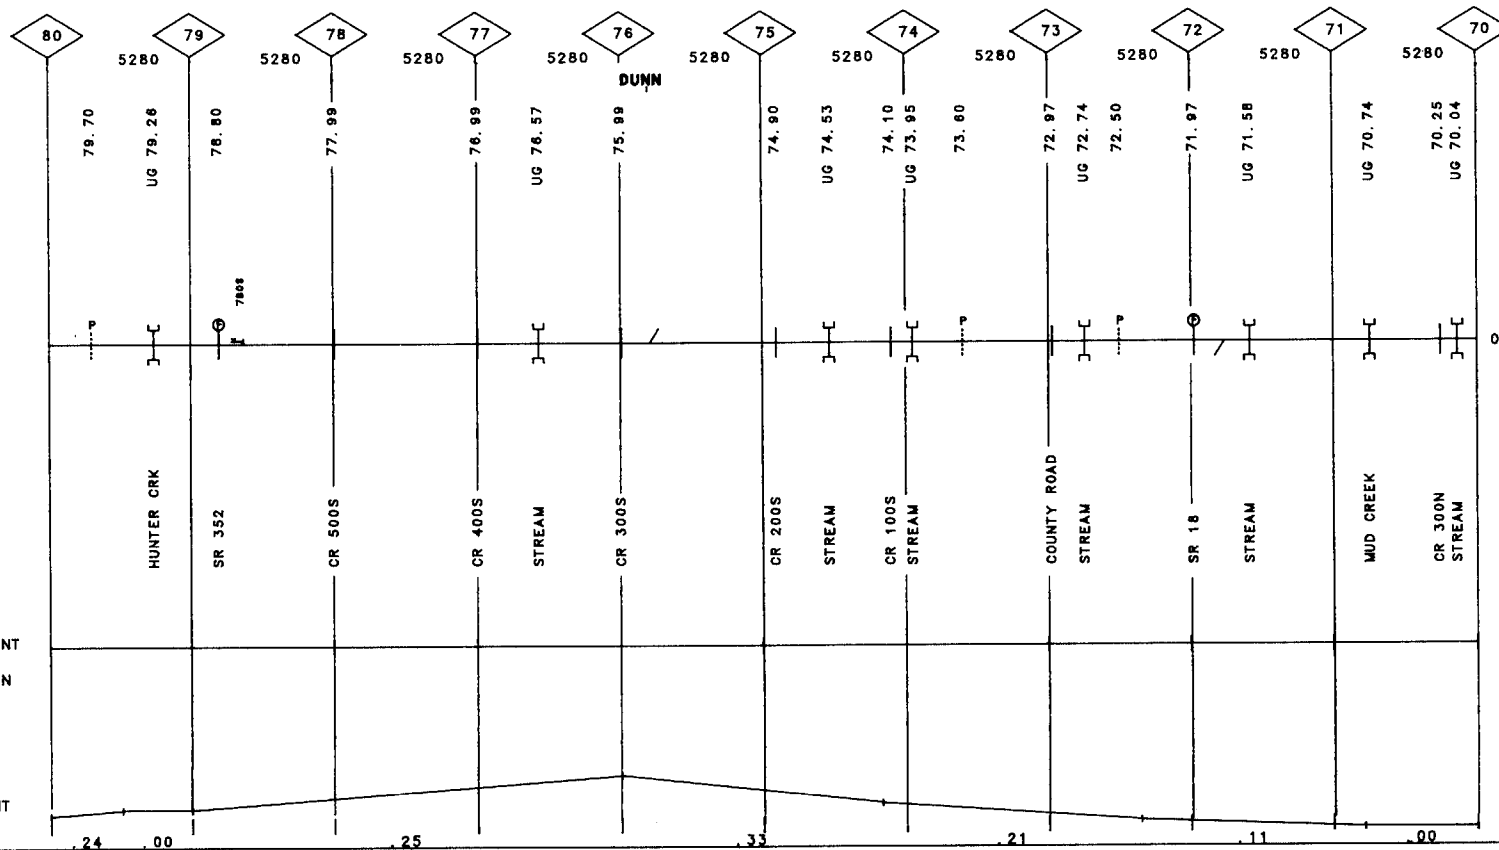 80 79 78 77 76 75 74 73 72 71 70
5280 5280 5280 5280 5280 5280 5280 5280 5280 5280
DUNN
79.70
UG 79.26
78.80
77.99
76.99
UG 76.57
75.99
74.90
UG 74.53
74.10
UG 73.95
73.60
72.97
UG 72.74
72.50
71.97
UG 71.58
UG 70.74
70.25
UG 70.04
P
F
780S
P
P
F
0
HUNTER CRK
SR 352
CR 500S
CR 400S
STREAM
CR 300S
CR 200S
STREAM
CR 100S
STREAM
COUNTY ROAD
STREAM
SR 18
STREAM
MUD CREEK
CR 300N
STREAM
NT
N
IT
.24 .00 .25 .33 .21 .11 .00